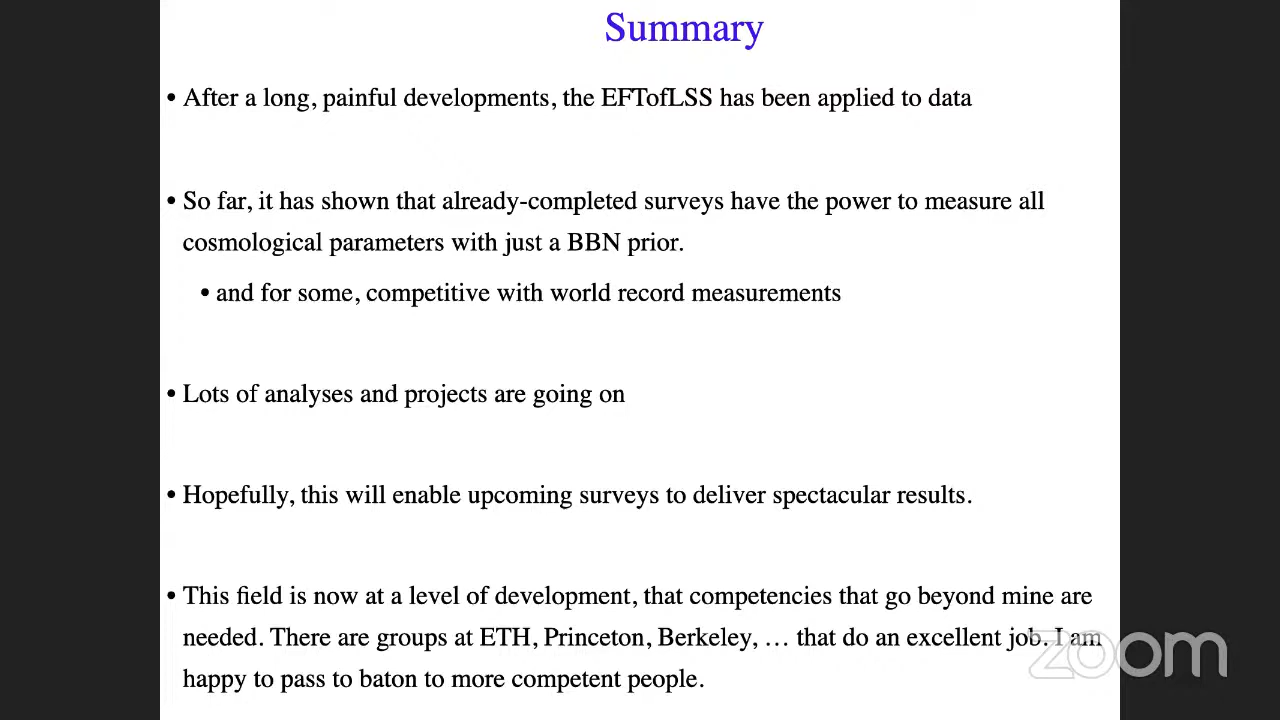 Summary
• After a long, painful developments, the EFTofLSS has been applied to data
• So far, it has shown that already-completed surveys have the power to measure all
cosmological parameters with just a BBN prior.
• and for some, competitive with world record measurements
• Lots of analyses and projects are going on
• Hopefully, this will enable upcoming surveys to deliver spectacular results.
• This field is now at a level of development, that competencies that go beyond mine are
needed. There are groups at ETH, Princeton, Berkeley, … that do an excellent job. I am
happy to pass to baton to more competent people.
zoom